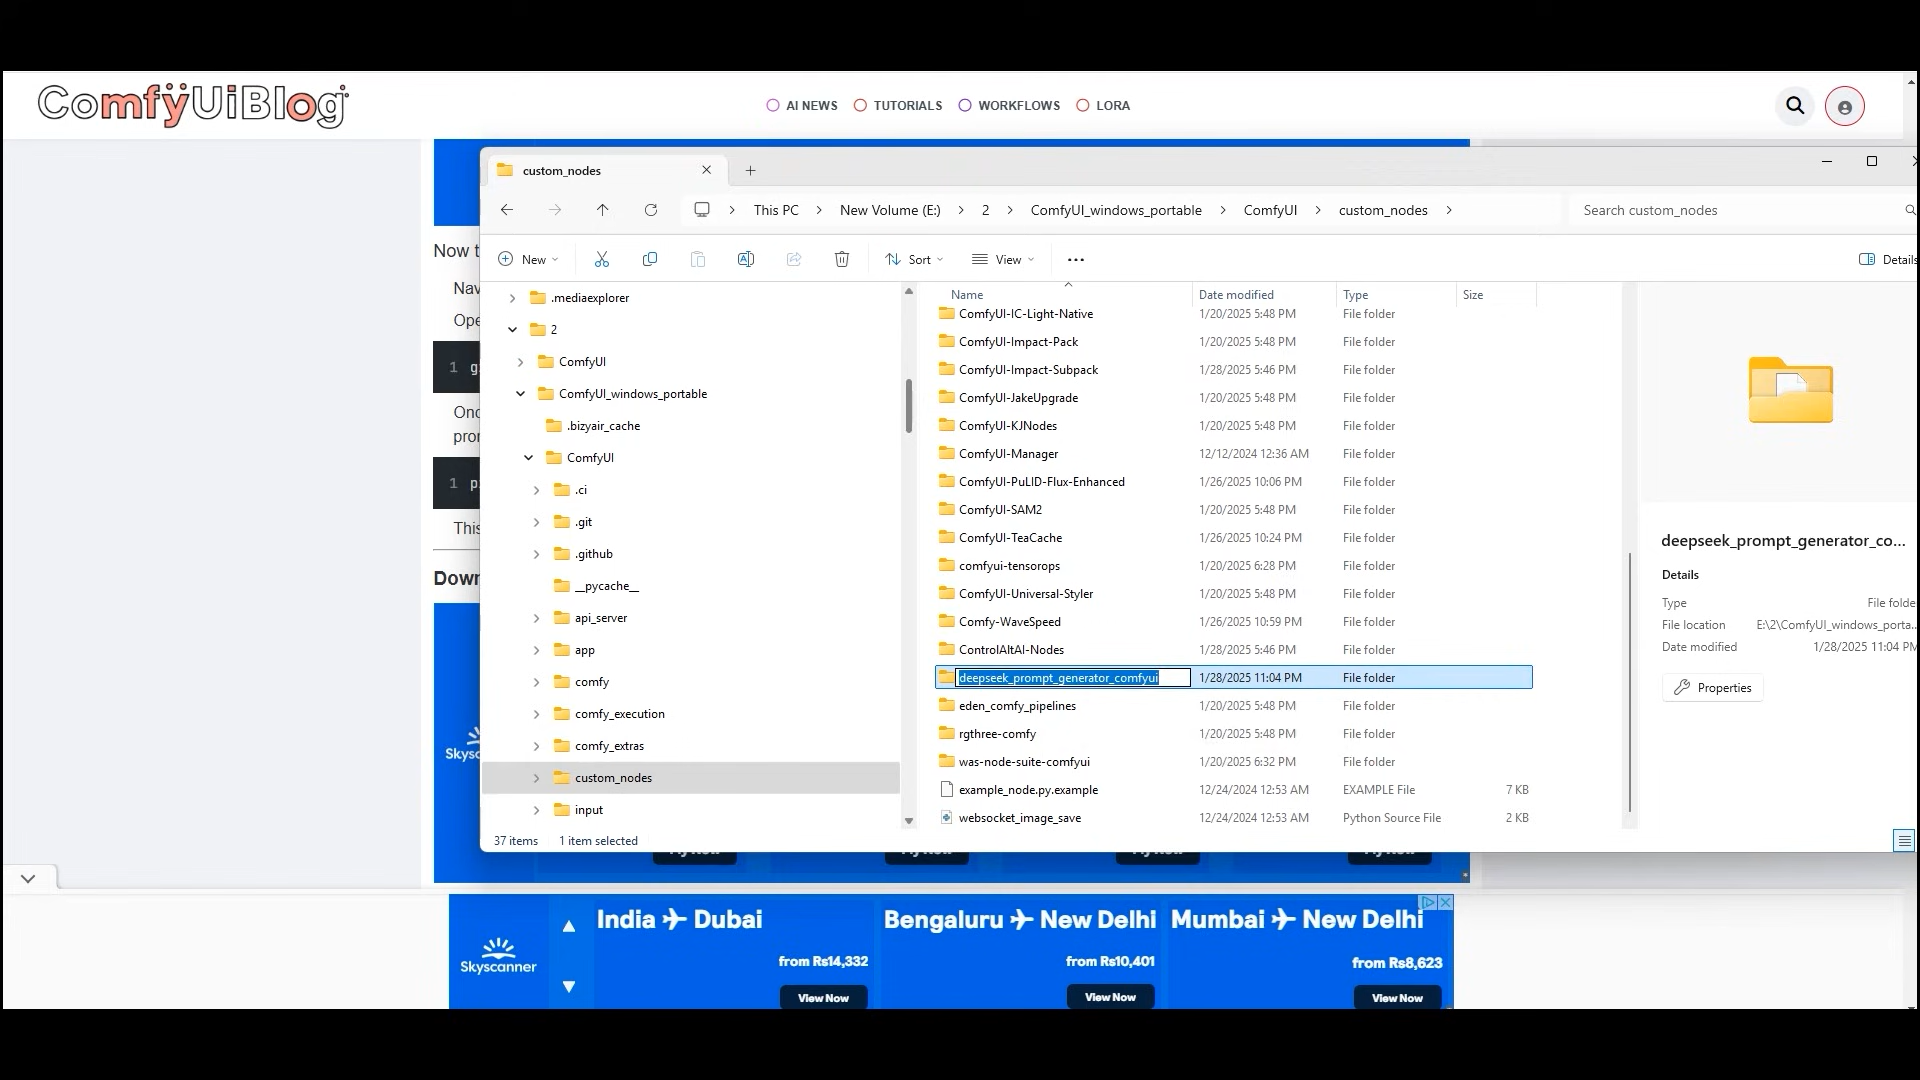 ComfyUiBlog
AI NEWS
TUTORIALS
WORKFLOWS
LORA
custom_nodes
This PC
New Volume (E:)
2
ComfyUI_windows_portable
ComfyUI
custom_nodes
Search custom_nodes
New
Sort
View
Details
Now t
Nav
Ope
1 g
Onc
1
This
Down
.mediaexplorer
2
ComfyUI
ComfyUI_windows_portable
.bizyair_cache
ComfyUI
.ci
.git
.github
__pycache__
api_server
app
comfy
comfy_execution
comfy_extras
custom_nodes
input
Name Date modified Type Size
ComfyUI-IC-Light-Native 1/20/2025 5:48 PM File folder
ComfyUI-Impact-Pack 1/20/2025 5:48 PM File folder
ComfyUI-Impact-Subpack 1/28/2025 5:46 PM File folder
ComfyUI-JakeUpgrade 1/20/2025 5:48 PM File folder
ComfyUI-KJNodes 1/20/2025 5:48 PM File folder
ComfyUI-Manager 12/12/2024 12:36 AM File folder
ComfyUI-PuLID-Flux-Enhanced 1/26/2025 10:06 PM File folder
ComfyUI-SAM2 1/20/2025 5:48 PM File folder
ComfyUI-TeaCache 1/26/2025 10:24 PM File folder
comfyui-tensorops 1/20/2025 6:28 PM File folder
ComfyUI-Universal-Styler 1/20/2025 5:48 PM File folder
Comfy-WaveSpeed 1/26/2025 10:59 PM File folder
ControlAltAI-Nodes 1/28/2025 5:46 PM File folder
deepseek_prompt_generator_comfyui 1/28/2025 11:04 PM File folder
eden_comfy_pipelines 1/20/2025 5:48 PM File folder
rgthree-comfy 1/20/2025 5:48 PM File folder
was-node-suite-comfyui 1/20/2025 6:32 PM File folder
example_node.py.example 12/24/2024 12:53 AM EXAMPLE File 7 KB
websocket_image_save 12/24/2024 12:53 AM Python Source File 2 KB
deepseek_prompt_generator_co...
Details
Type File folde
File location E:\2\ComfyUI_windows_porta...
Date modified 1/28/2025 11:04 PM
Properties
37 items 1 item selected
Skyscanner
India Dubai
from Rs14,332
View Now
Bengaluru New Delhi
from Rs10,401
View Now
Mumbai New Delhi
from Rs8,623
View Now